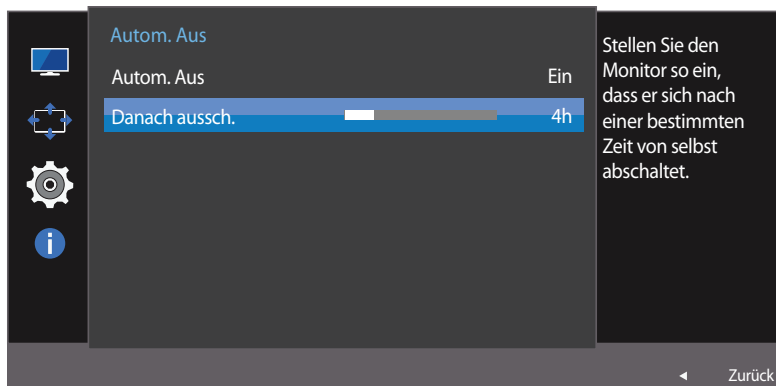 Autom. Aus
Autom. Aus Ein
Danach aussch. 4h
Stellen Sie den
Monitor so ein,
dass er sich nach
einer bestimmten
Zeit von selbst
abschaltet.
Zurück